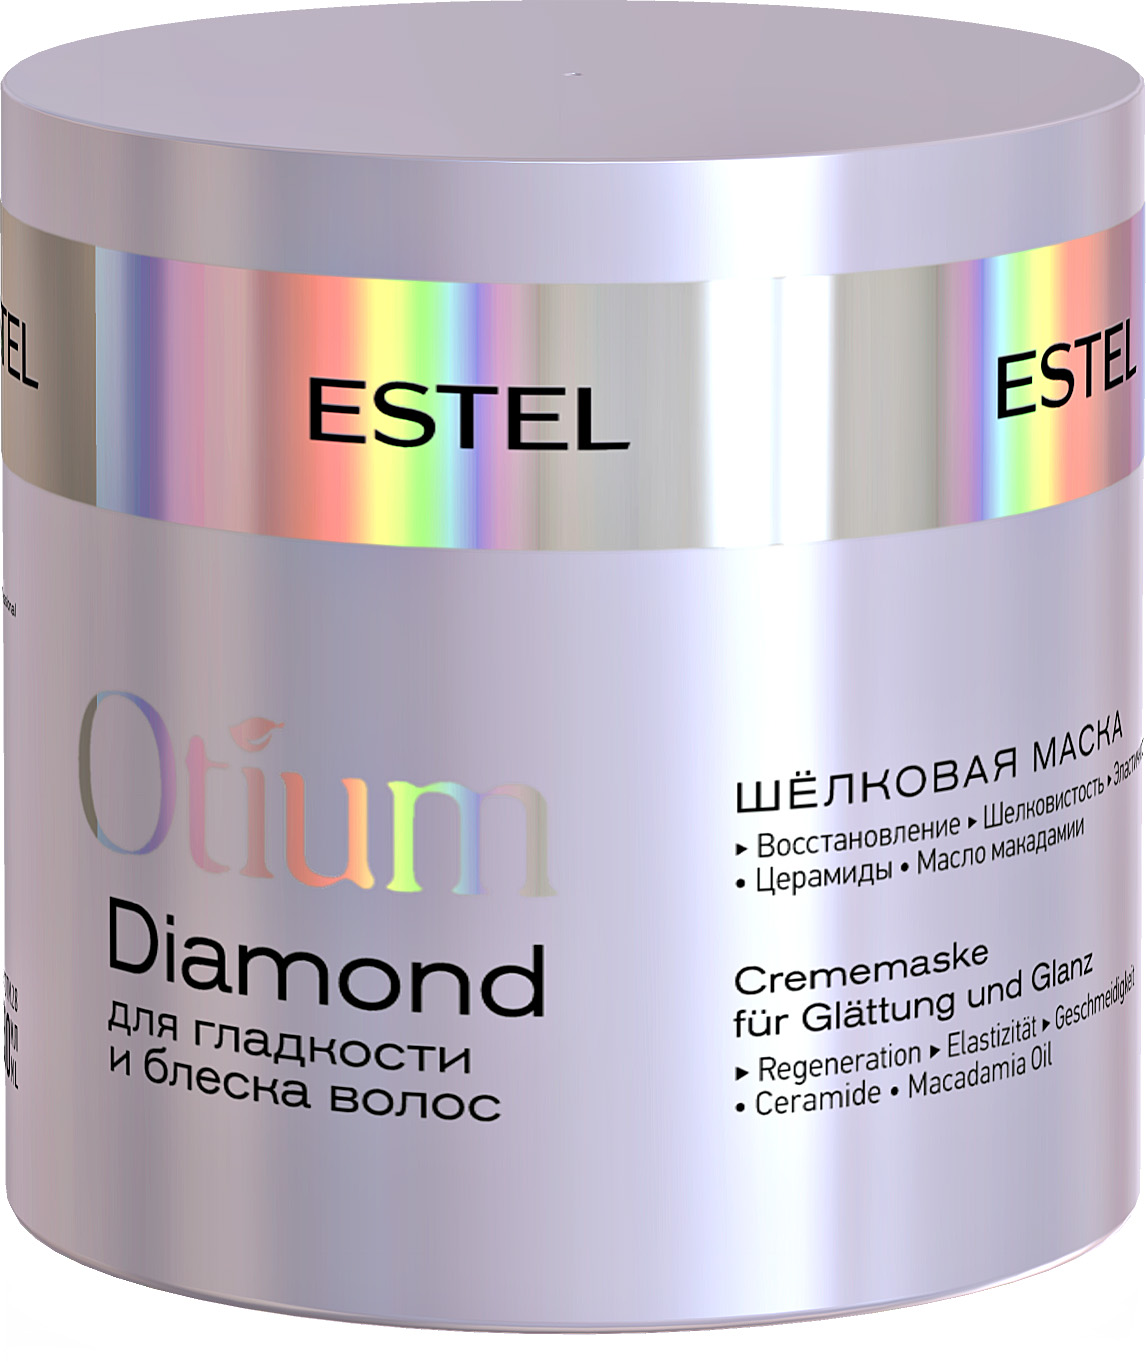 ESTEL
ESTEL
Otium
Diamond
для гладкости
и блеска волос
ШЁЛКОВАЯ МАСКА
▸ Восстановление ▸ Шелковистость ▸
• Церамиды • Масло макадамии
Crememaske
für Glättung und Glanz
▸ Regeneration ▸ Elastizität ▸ Geschmeidigkeit
• Ceramide • Macadamia Oil